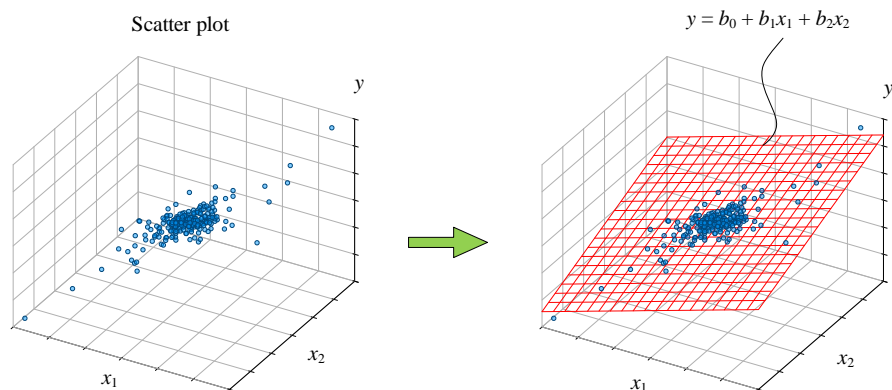 Scatter plot
y
x₁
x₂
y = b₀ + b₁x₁ + b₂x₂
y
x₁
x₂